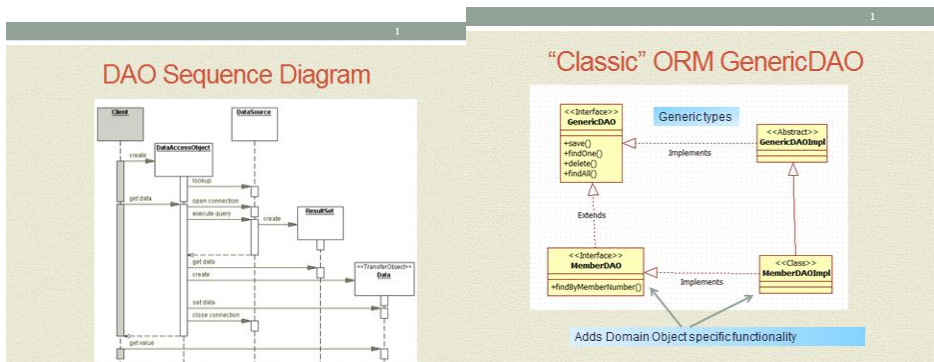 1
DAO Sequence Diagram
Client
DataSource
DataAccessObject
create
lookup
get data
open connection
execute query
create
ResultSet
get data
create
<<TransferObject>>
Data
set data
close connection
get value
1
“Classic” ORM GenericDAO
<<Interface>>
GenericDAO
+save()
+findOne()
+delete()
+findAll()
Generic types
<<Abstract>>
GenericDAOImpl
Implements
Extends
<<Interface>>
MemberDAO
+findByMemberNumber()
<<Class>>
MemberDAOImpl
Implements
Adds Domain Object specific functionality